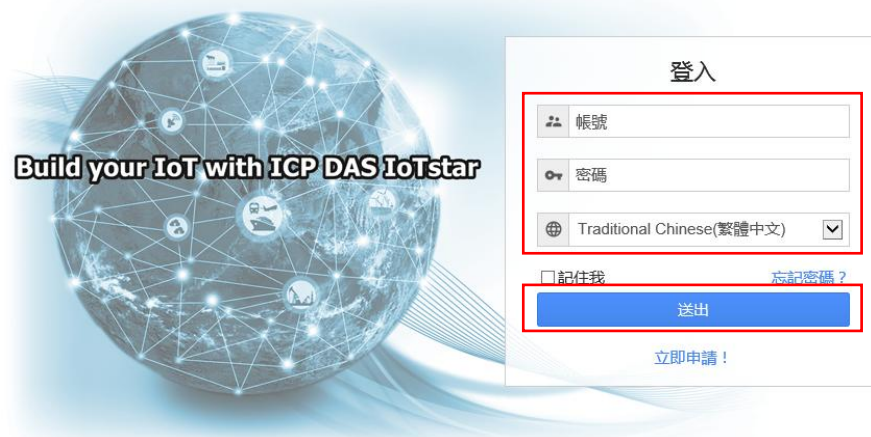 登入
帳號
Build your IoT with ICP DAS IoTstar
密碼
Traditional Chinese(繁體中文)
記住我 忘記密碼？
送出
立即申請！